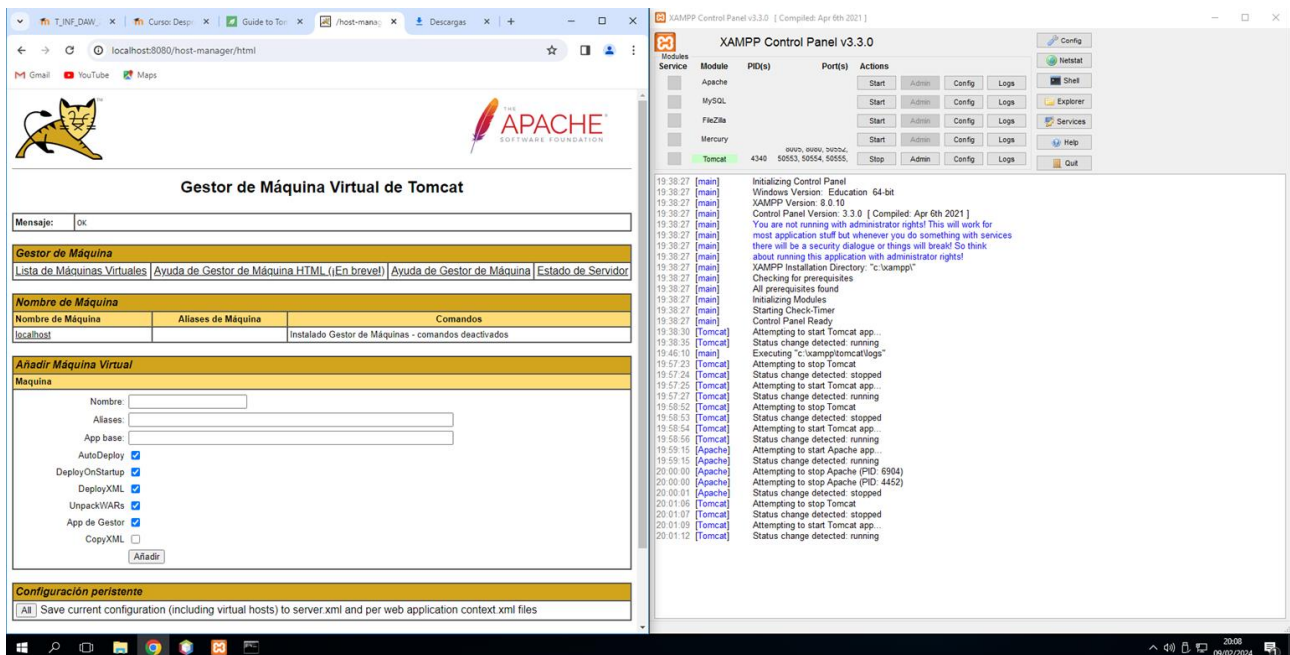 T_INF_DAW_
Curso: Despr
Guide to Tom
/host-manag
Descargas
localhost:8080/host-manager/html
Gmail
YouTube
Maps
THE
APACHE
SOFTWARE FOUNDATION
Gestor de Máquina Virtual de Tomcat
Mensaje: OK
Gestor de Máquina
Lista de Máquinas Virtuales Ayuda de Gestor de Máquina HTML (¡En breve!) Ayuda de Gestor de Máquina Estado de Servidor
Nombre de Máquina
Nombre de Máquina Aliases de Máquina Comandos
localhost Instalado Gestor de Máquinas - comandos deactivados
Añadir Máquina Virtual
Maquina
Nombre:
Aliases:
App base:
AutoDeploy
DeployOnStartup
DeployXML
UnpackWARs
App de Gestor
CopyXML
Añadir
Configuración peristente
All Save current configuration (including virtual hosts) to server.xml and per web application context.xml files
XAMPP Control Panel v3.3.0 [ Compiled: Apr 6th 2021 ]
XAMPP Control Panel v3.3.0
Modules
Service Module PID(s) Port(s) Actions
Apache Start Admin Config Logs
MySQL Start Admin Config Logs
FileZilla Start Admin Config Logs
Mercury Start Admin Config Logs
8005, 8080, 50552,
Tomcat 4340 50553, 50554, 50555, Stop Admin Config Logs
Config
Netstat
Shell
Explorer
Services
Help
Quit
19:38:27 [main] Initializing Control Panel
19:38:27 [main] Windows Version: Education 64-bit
19:38:27 [main] XAMPP Version: 8.0.10
19:38:27 [main] Control Panel Version: 3.3.0 [ Compiled: Apr 6th 2021 ]
19:38:27 [main] You are not running with administrator rights! This will work for
19:38:27 [main] most application stuff but whenever you do something with services
19:38:27 [main] there will be a security dialogue or things will break! So think
19:38:27 [main] about running this application with administrator rights!
19:38:27 [main] XAMPP Installation Directory: "c:\xampp\"
19:38:27 [main] Checking for prerequisites
19:38:27 [main] All prerequisites found
19:38:27 [main] Initializing Modules
19:38:27 [main] Starting Check-Timer
19:38:27 [main] Control Panel Ready
19:38:30 [Tomcat] Attempting to start Tomcat app...
19:38:35 [Tomcat] Status change detected: running
19:46:10 [main] Executing "c:\xampp\tomcat\logs"
19:57:23 [Tomcat] Attempting to stop Tomcat
19:57:24 [Tomcat] Status change detected: stopped
19:57:25 [Tomcat] Attempting to start Tomcat app...
19:57:27 [Tomcat] Status change detected: running
19:58:52 [Tomcat] Attempting to stop Tomcat
19:58:53 [Tomcat] Status change detected: stopped
19:58:54 [Tomcat] Attempting to start Tomcat app...
19:58:56 [Tomcat] Status change detected: running
19:59:15 [Apache] Attempting to start Apache app...
19:59:15 [Apache] Status change detected: running
20:00:00 [Apache] Attempting to stop Apache (PID: 6904)
20:00:00 [Apache] Attempting to stop Apache (PID: 4452)
20:00:01 [Apache] Status change detected: stopped
20:01:06 [Tomcat] Attempting to stop Tomcat
20:01:07 [Tomcat] Status change detected: stopped
20:01:09 [Tomcat] Attempting to start Tomcat app...
20:01:12 [Tomcat] Status change detected: running
20:08
09/02/2024